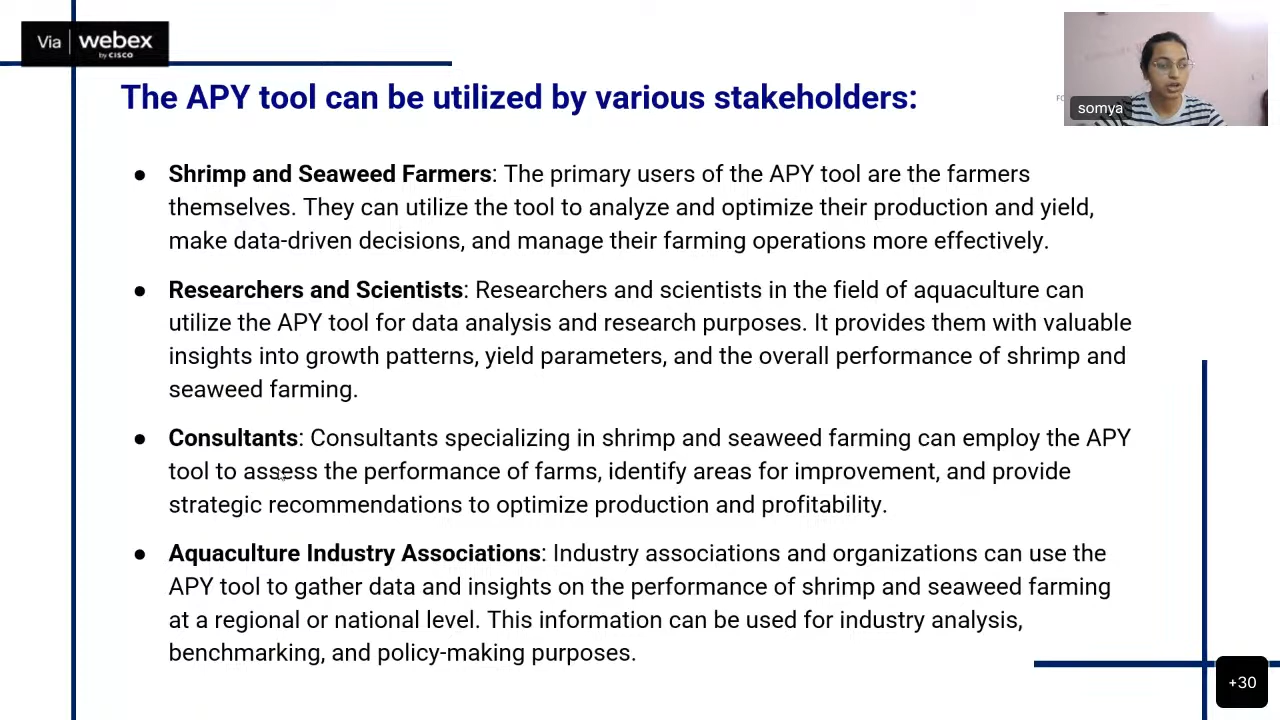 Via webex
by CISCO
The APY tool can be utilized by various stakeholders:
somya
● Shrimp and Seaweed Farmers: The primary users of the APY tool are the farmers
themselves. They can utilize the tool to analyze and optimize their production and yield,
make data-driven decisions, and manage their farming operations more effectively.
● Researchers and Scientists: Researchers and scientists in the field of aquaculture can
utilize the APY tool for data analysis and research purposes. It provides them with valuable
insights into growth patterns, yield parameters, and the overall performance of shrimp and
seaweed farming.
● Consultants: Consultants specializing in shrimp and seaweed farming can employ the APY
tool to assess the performance of farms, identify areas for improvement, and provide
strategic recommendations to optimize production and profitability.
● Aquaculture Industry Associations: Industry associations and organizations can use the
APY tool to gather data and insights on the performance of shrimp and seaweed farming
at a regional or national level. This information can be used for industry analysis,
benchmarking, and policy-making purposes.
+30